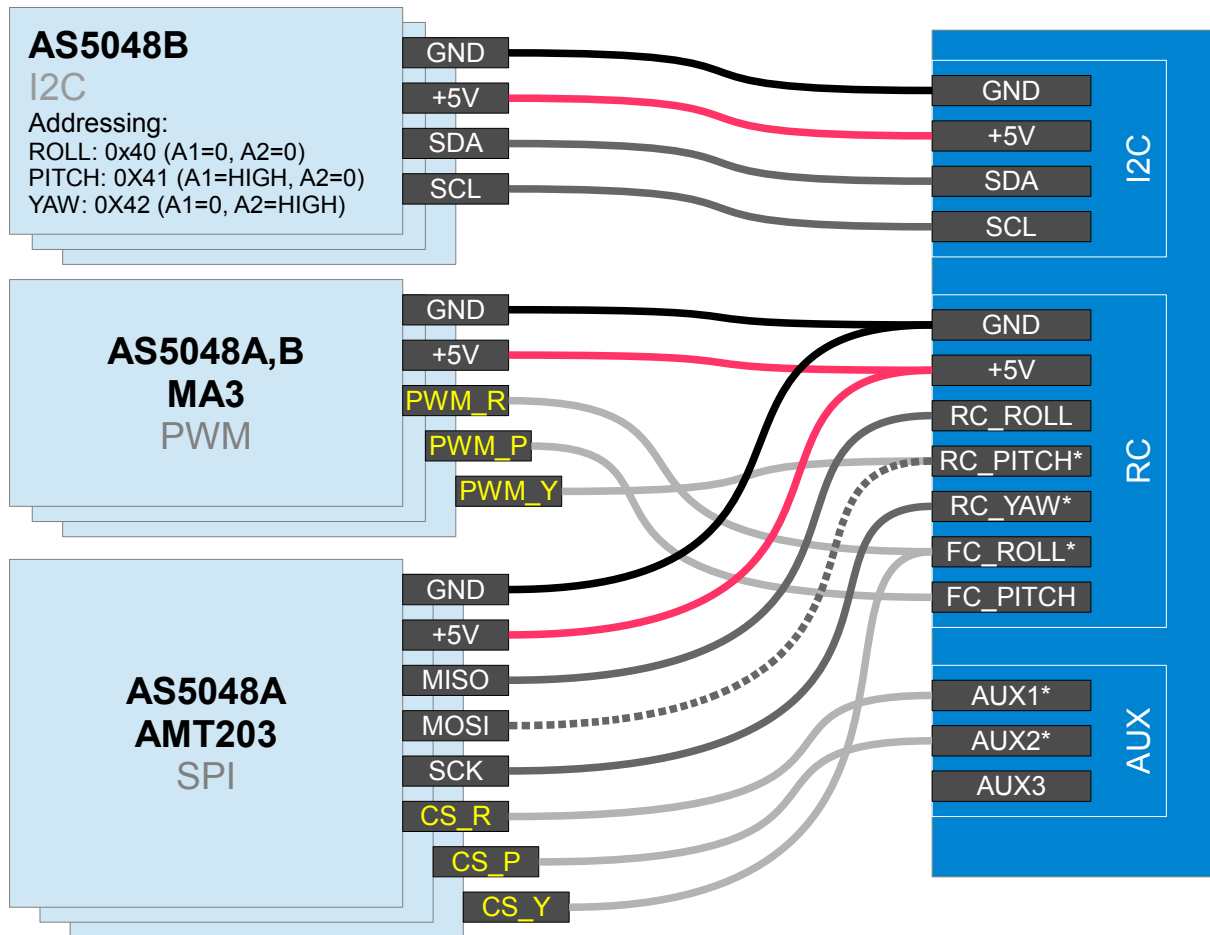 AS5048B
I2C
Addressing:
ROLL: 0x40 (A1=0, A2=0)
PITCH: 0X41 (A1=HIGH, A2=0)
YAW: 0X42 (A1=0, A2=HIGH)
GND
+5V
SDA
SCL
GND
+5V
SDA
SCL
I2C
AS5048A,B
MA3
PWM
GND
+5V
PWM_R
PWM_P
PWM_Y
GND
+5V
RC_ROLL
RC_PITCH*
RC_YAW*
FC_ROLL*
FC_PITCH
RC
AS5048A
AMT203
SPI
GND
+5V
MISO
MOSI
SCK
CS_R
CS_P
CS_Y
AUX1*
AUX2*
AUX3
AUX